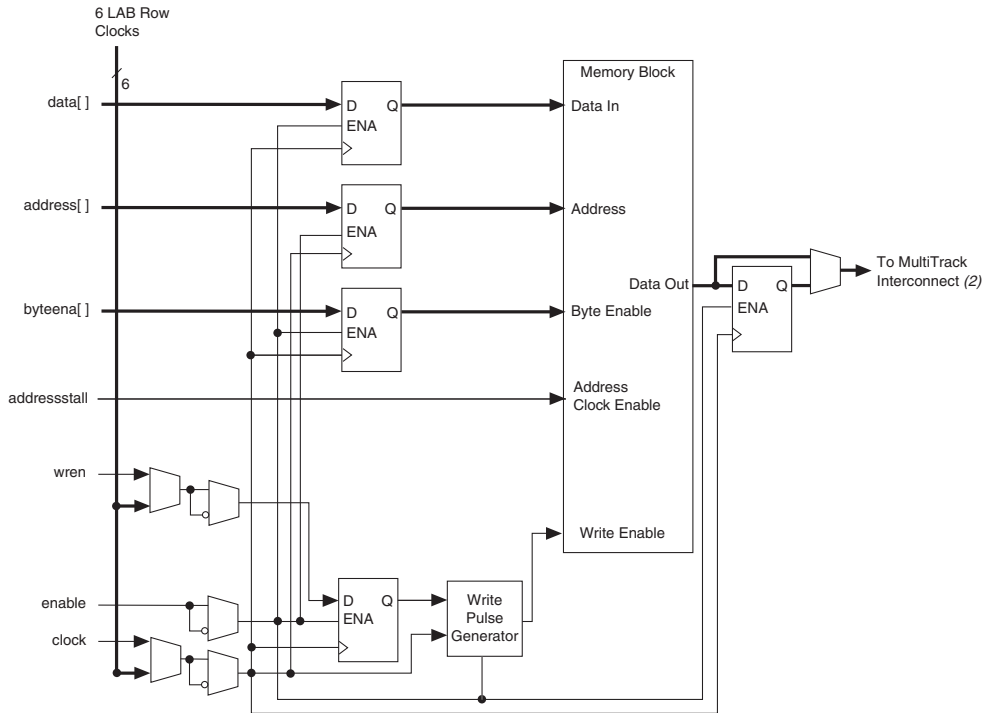 6 LAB Row
Clocks
6
data[ ]
D Q
ENA
Memory Block
Data In
address[ ]
D Q
ENA
Address
To MultiTrack
Interconnect (2)
Data Out
D Q
ENA
byteena[ ]
D Q
ENA
Byte Enable
addressstall
Address
Clock Enable
wren
Write Enable
enable
D Q
ENA
Write
Pulse
Generator
clock